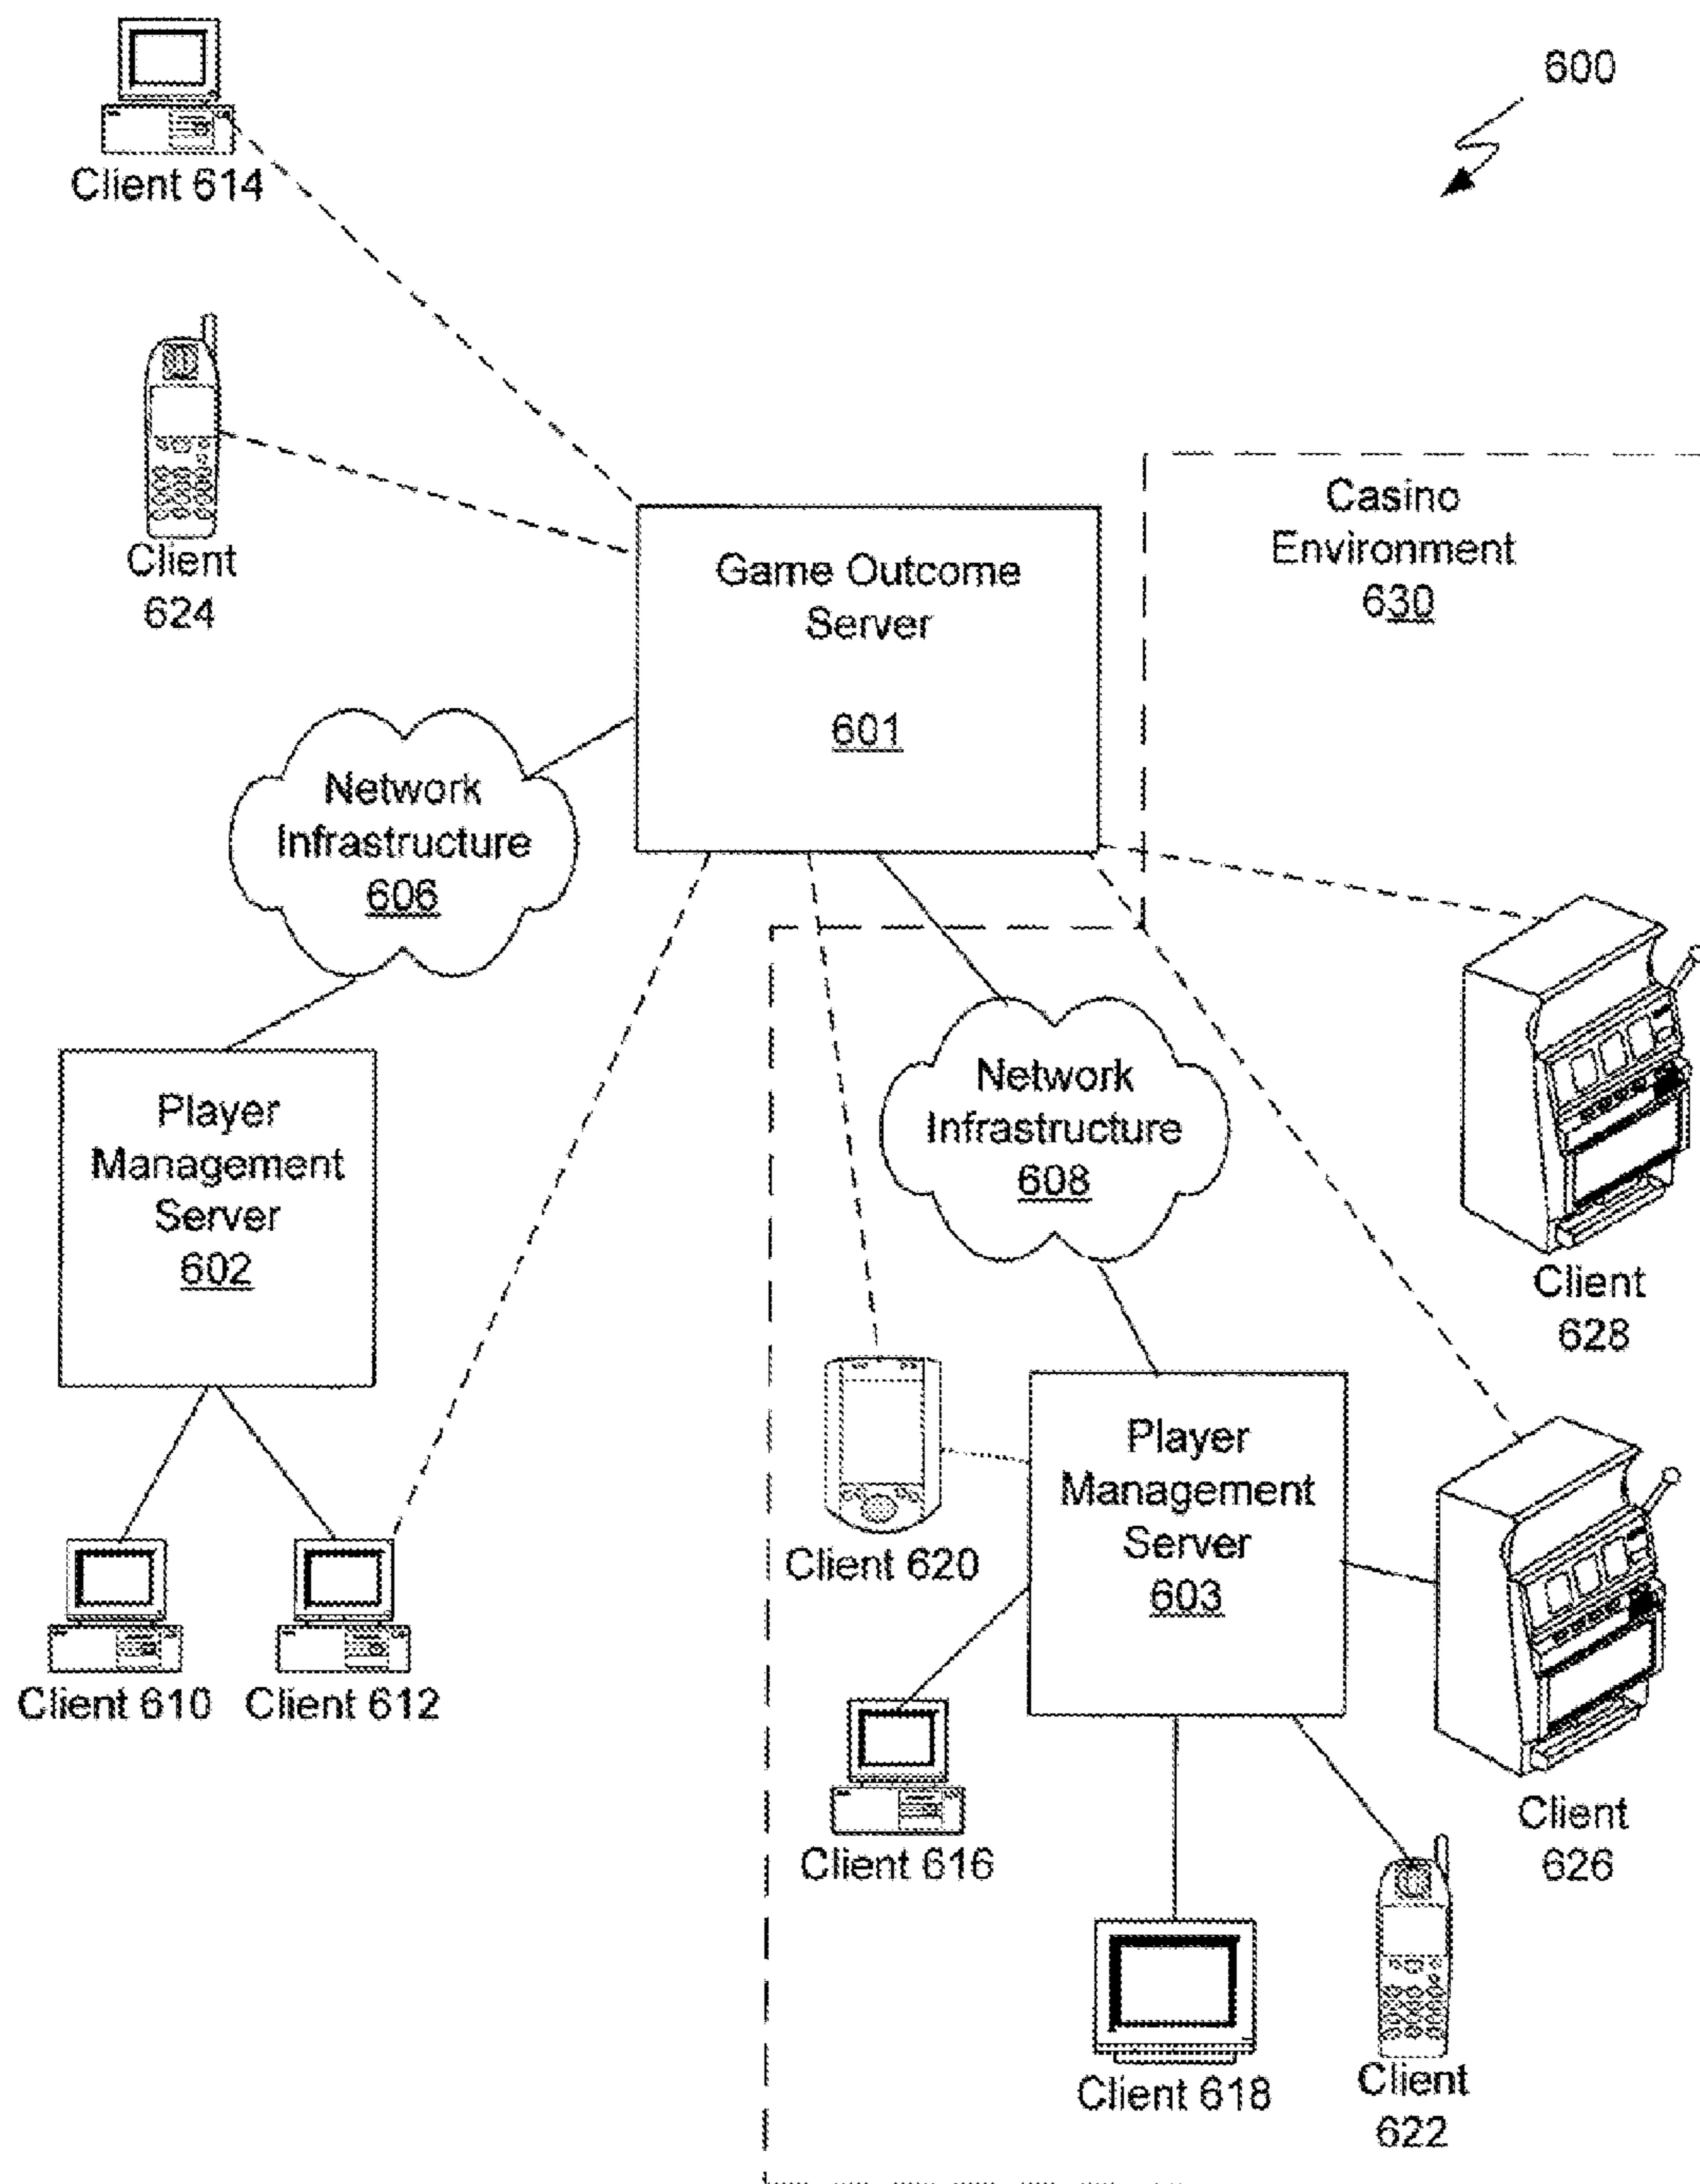 600
Client 614
Client
624
Casino
Environment
630
Game Outcome
Server
601
Network
Infrastructure
606
Network
Infrastructure
608
Player
Management
Server
602
Client
628
Player
Management
Server
603
Client 620
Client 610
Client 612
Client
626
Client 616
Client 618
Client
622